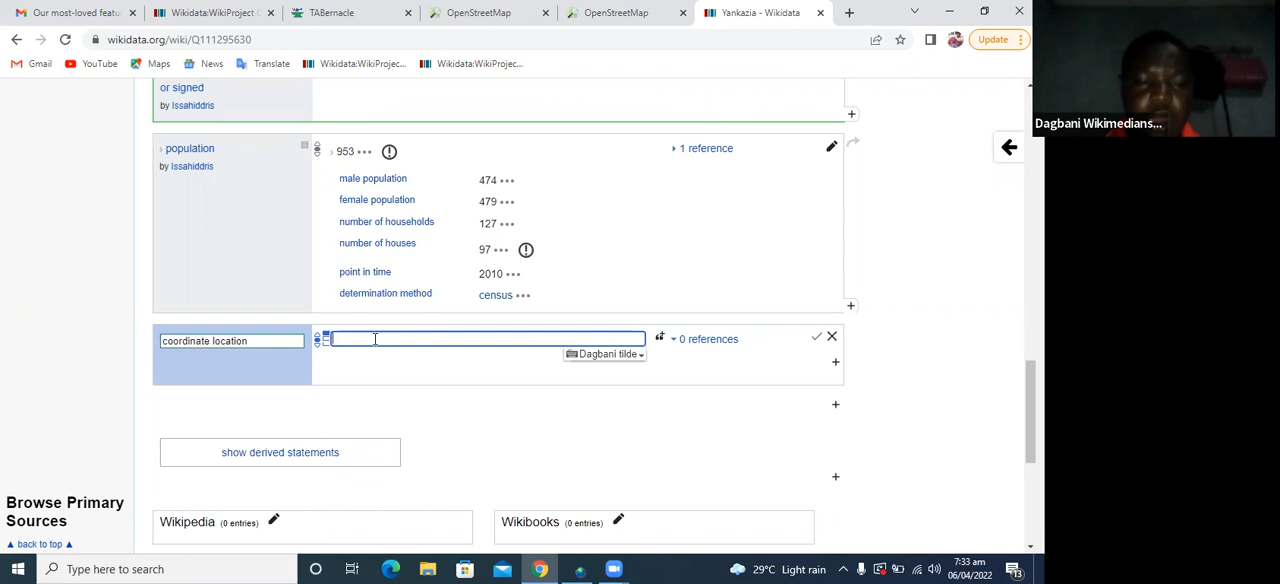 Our most-loved featu
Wikidata:WikiProject C
TABernacle
OpenStreetMap
OpenStreetMap
Yankazia - Wikidata
wikidata.org/wiki/Q111295630
Update
Gmail
YouTube
Maps
News
Translate
Wikidata:WikiProjec...
Wikidata:WikiProjec...
Dagbani Wikimedians...
or signed
by Issahiddris
population
by Issahiddris
953
1 reference
male population 474
female population 479
number of households 127
number of houses 97
point in time 2010
determination method census
coordinate location
0 references
Dagbani tilde
show derived statements
Browse Primary
Sources
back to top
Wikipedia (0 entries)
Wikibooks (0 entries)
Type here to search
29°C Light rain
7:33 am
06/04/2022
13